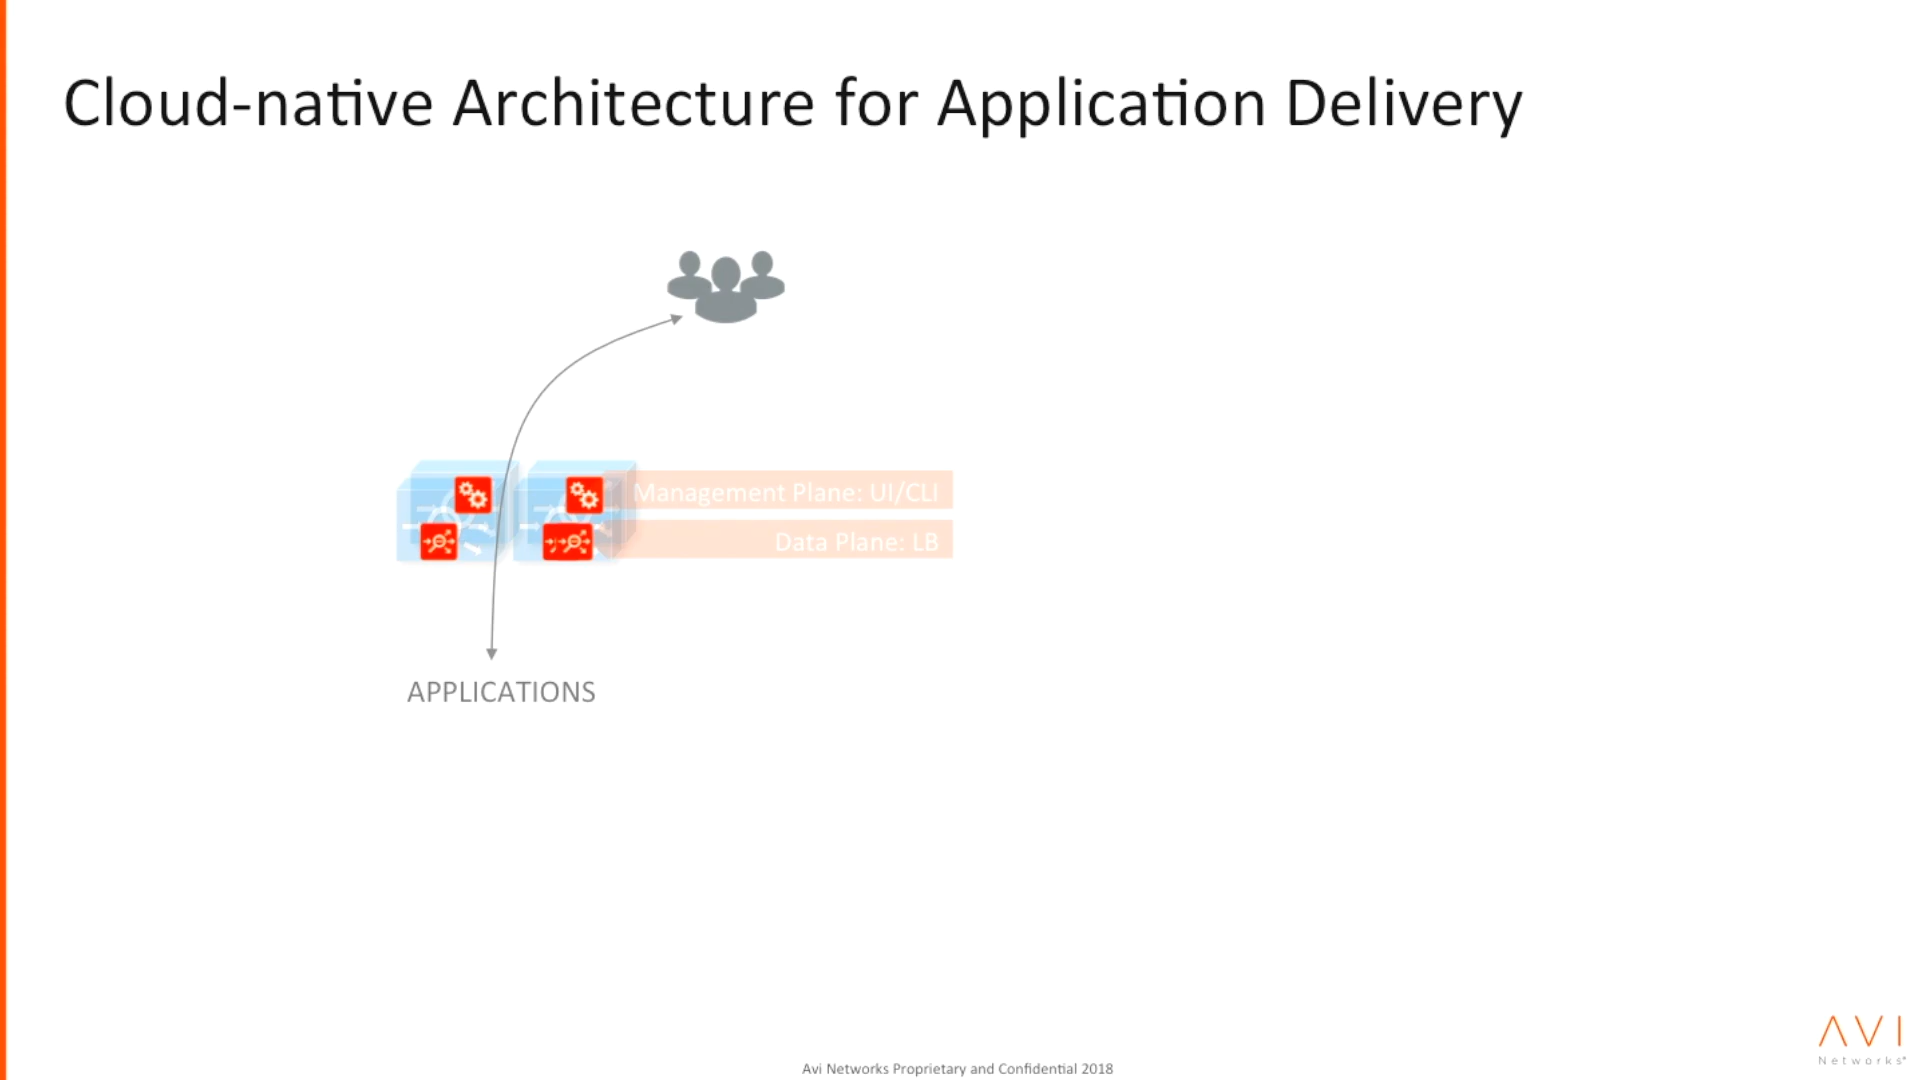 Cloud-native Architecture for Application Delivery
Management Plane: UI/CLI
Data Plane: LB
APPLICATIONS
AVI
Networks®
Avi Networks Proprietary and Confidential 2018